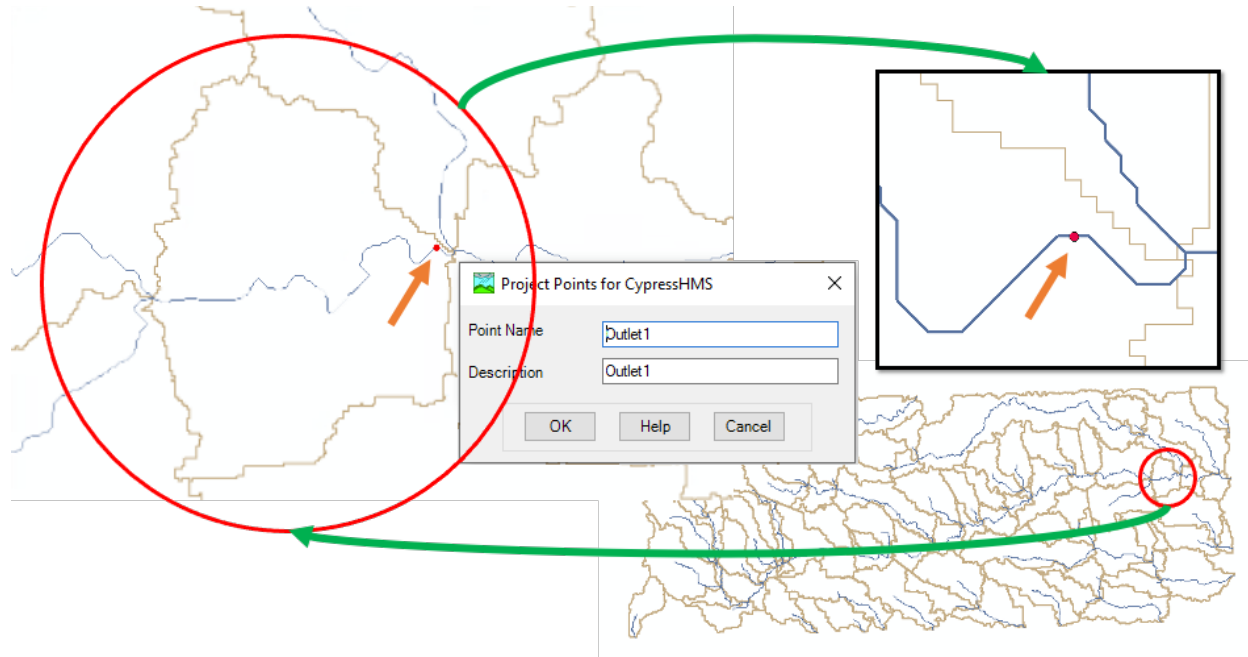 Project Points for CypressHMS
Point Name
Outlet1
Description
Outlet1
OK
Help
Cancel